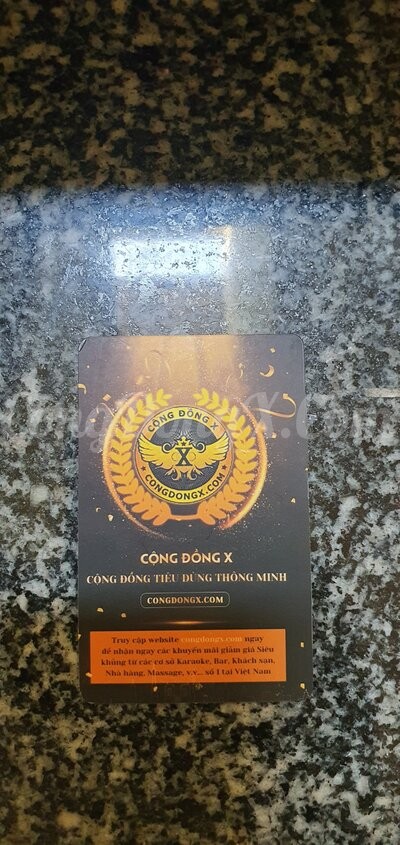 CỘNG ĐỒNG X
X
CONGDONGX.COM
CongDongX.Com
CỘNG ĐỒNG X
CỘNG ĐỒNG TIÊU DÙNG THÔNG MINH
CONGDONGX.COM
Truy cập website congdongx.com ngay
để nhận ngay các khuyến mãi giảm giá Siêu
khủng từ các cơ sở karaoke, Bar, Khách sạn,
Nhà hàng, Massage, v.v... số 1 tại Việt Nam